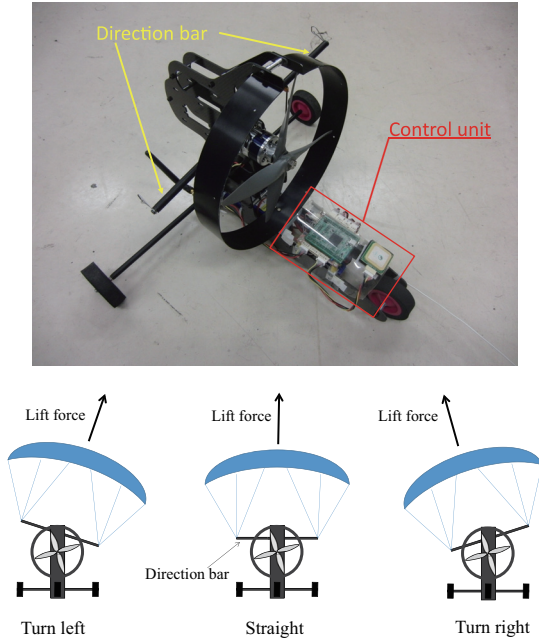 Direction bar
Control unit
Lift force
Lift force
Lift force
Direction bar
Turn left
Straight
Turn right